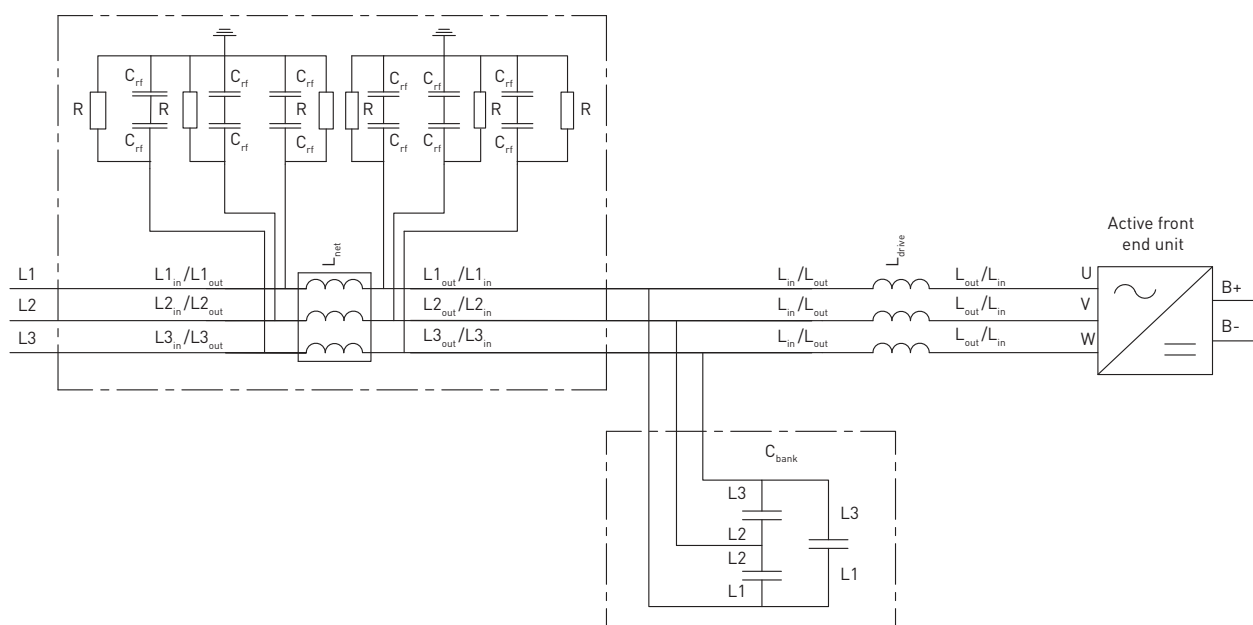 C_rf C_rf C_rf C_rf C_rf C_rf
R R R R R R
C_rf C_rf C_rf C_rf C_rf C_rf
L_net
L_drive
Active front
end unit
L1 L1_in/L1_out L1_out/L1_in L_in/L_out L_out/L_in U
B+
L2 L2_in/L2_out L2_out/L2_in L_in/L_out L_out/L_in V
B-
L3 L3_in/L3_out L3_out/L3_in L_in/L_out L_out/L_in W
C_bank
L3
L3
L2
L2
L1
L1